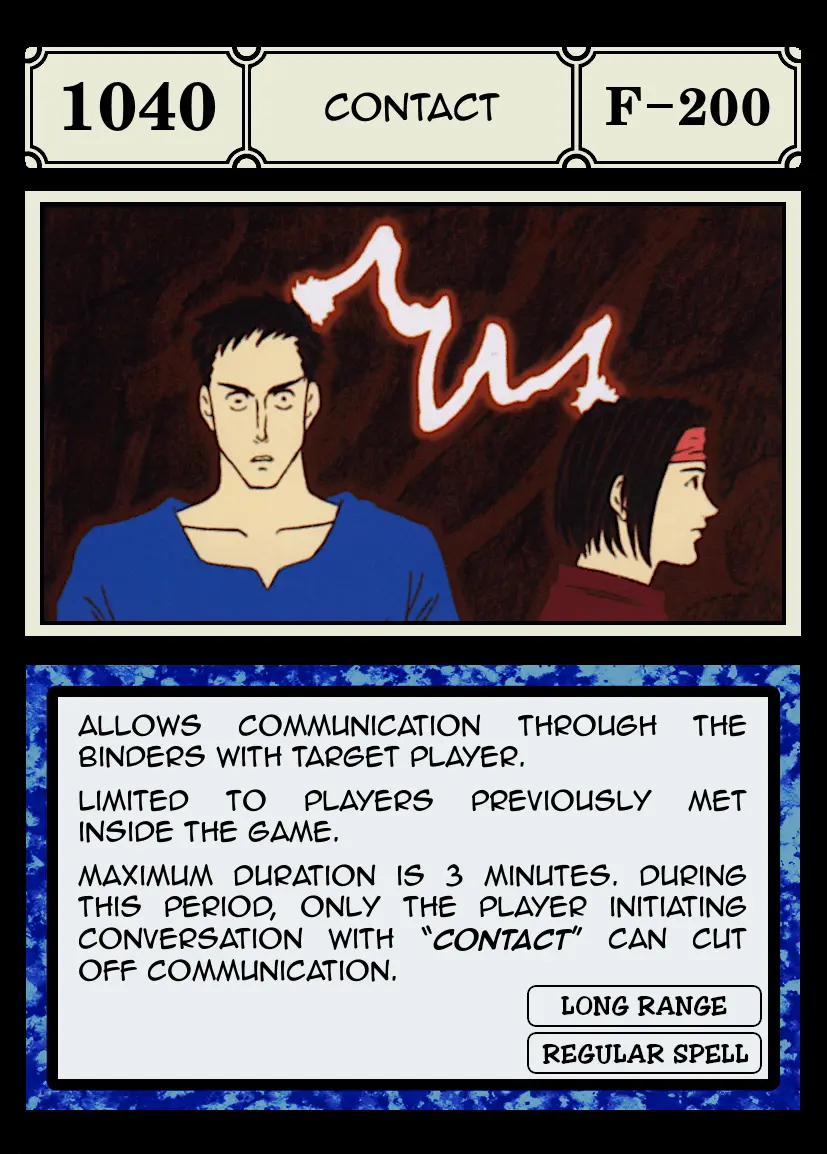 1040
CONTACT
F-200
ALLOWS COMMUNICATION THROUGH THE
BINDERS WITH TARGET PLAYER.
LIMITED TO PLAYERS PREVIOUSLY MET
INSIDE THE GAME.
MAXIMUM DURATION IS 3 MINUTES. DURING
THIS PERIOD, ONLY THE PLAYER INITIATING
CONVERSATION WITH "CONTACT" CAN CUT
OFF COMMUNICATION.
LONG RANGE
REGULAR SPELL